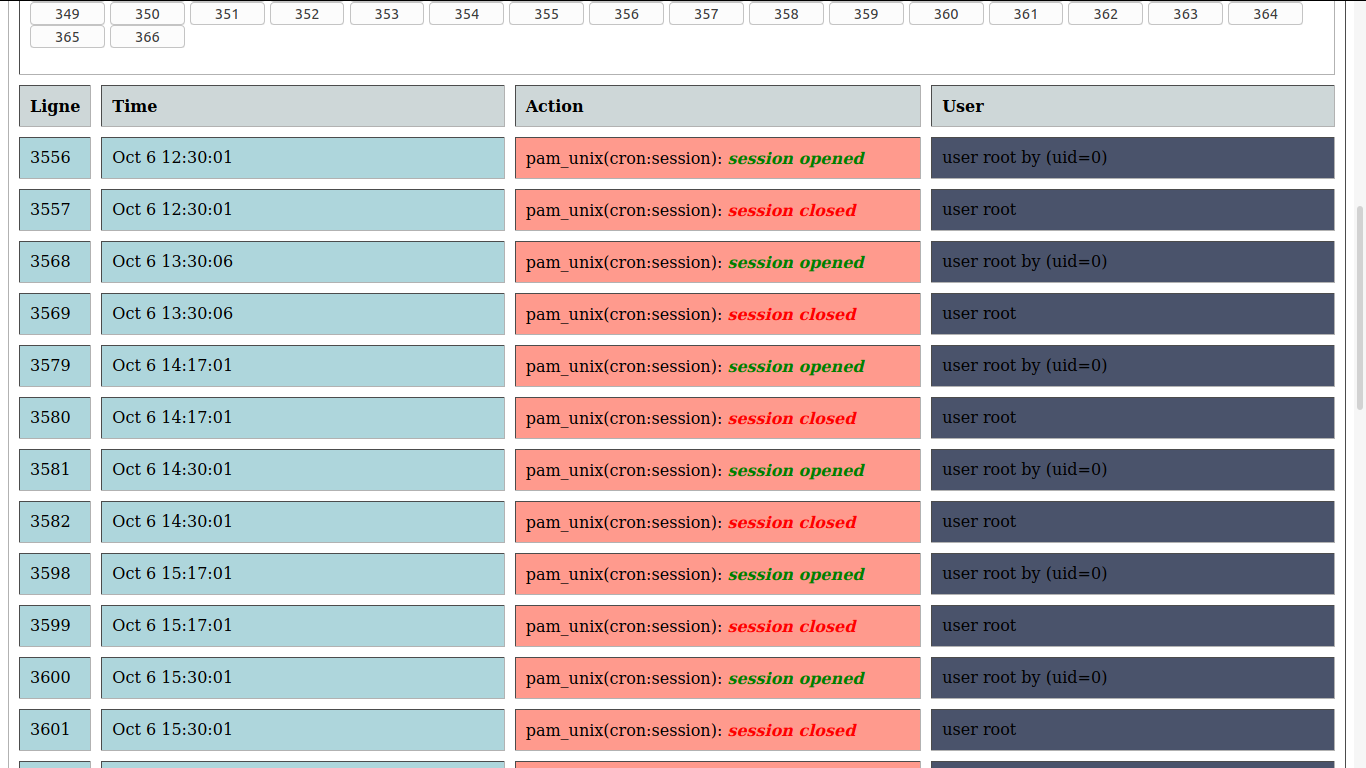 349 350 351 352 353 354 355 356 357 358 359 360 361 362 363 364
365 366
Ligne Time Action User
3556 Oct 6 12:30:01 pam_unix(cron:session): session opened user root by (uid=0)
3557 Oct 6 12:30:01 pam_unix(cron:session): session closed user root
3568 Oct 6 13:30:06 pam_unix(cron:session): session opened user root by (uid=0)
3569 Oct 6 13:30:06 pam_unix(cron:session): session closed user root
3579 Oct 6 14:17:01 pam_unix(cron:session): session opened user root by (uid=0)
3580 Oct 6 14:17:01 pam_unix(cron:session): session closed user root
3581 Oct 6 14:30:01 pam_unix(cron:session): session opened user root by (uid=0)
3582 Oct 6 14:30:01 pam_unix(cron:session): session closed user root
3598 Oct 6 15:17:01 pam_unix(cron:session): session opened user root by (uid=0)
3599 Oct 6 15:17:01 pam_unix(cron:session): session closed user root
3600 Oct 6 15:30:01 pam_unix(cron:session): session opened user root by (uid=0)
3601 Oct 6 15:30:01 pam_unix(cron:session): session closed user root